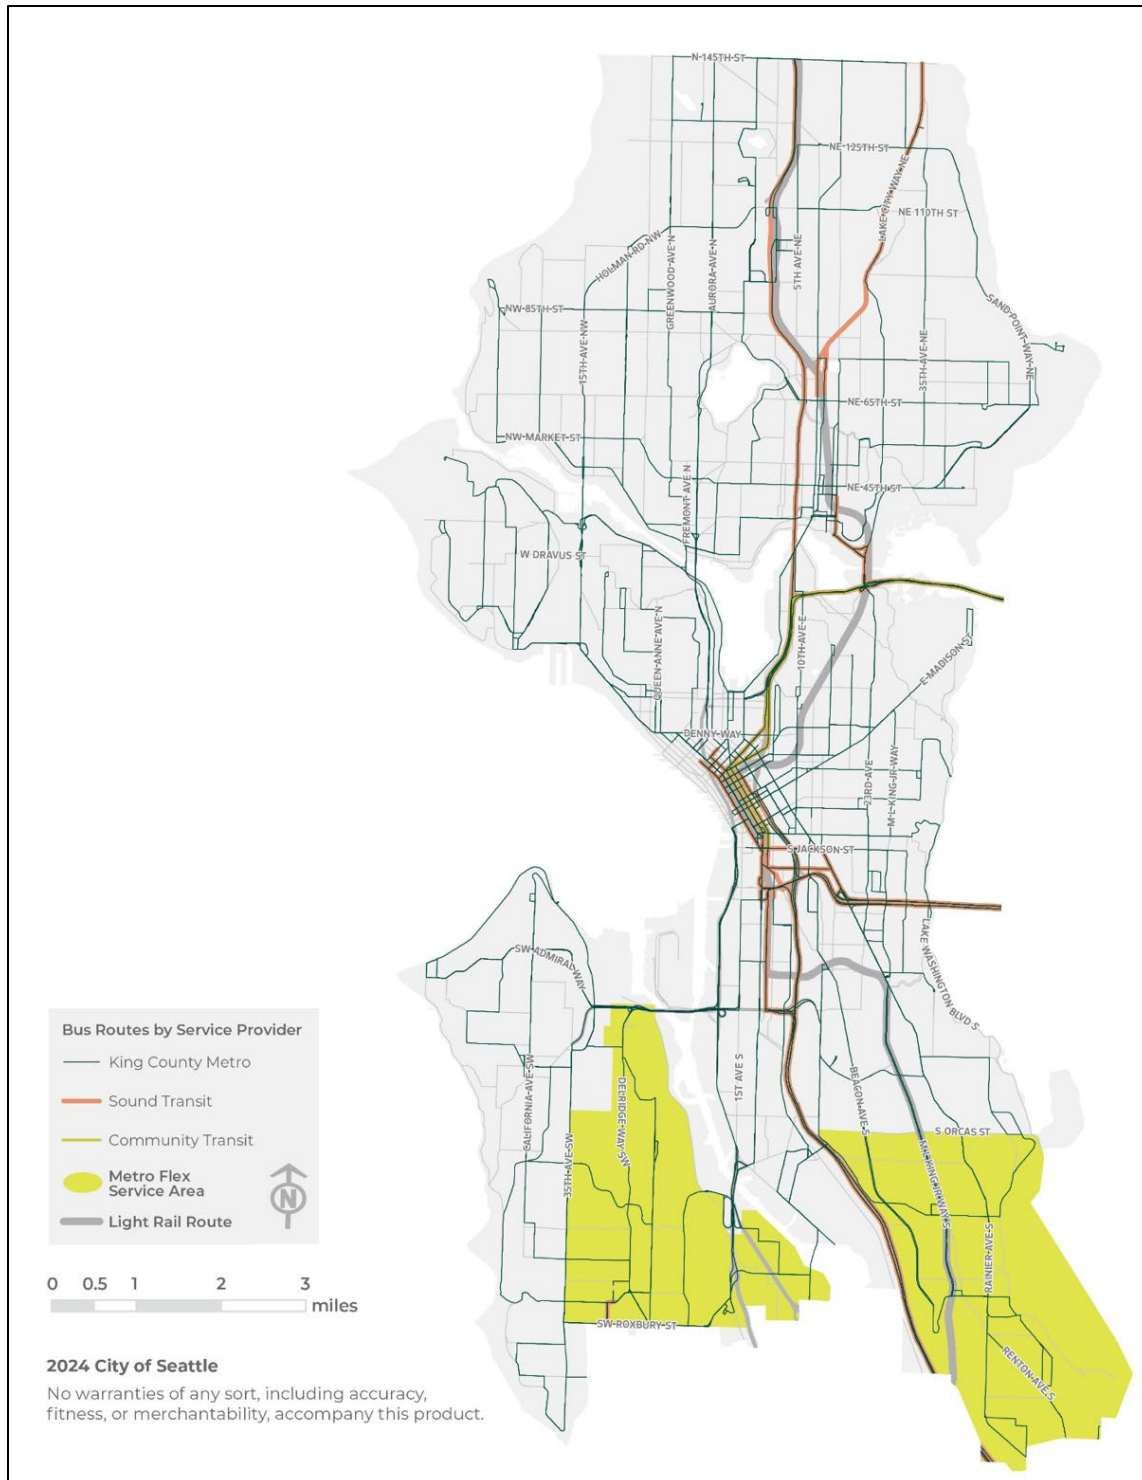 N 145TH ST
NE 125TH ST
LAKE CITY WAY NE
NE 110TH ST
HOLMAN RD NW
GREENWOOD AVE N
AURORA AVE N
5TH AVE NE
SAND POINT WAY NE
NW 85TH ST
15TH AVE NW
35TH AVE NE
NE 65TH ST
NW MARKET ST
NE 45TH ST
FREMONT AVE N
W DRAVUS ST
QUEEN ANNE AVE N
10TH AVE E
E MADISON ST
DENNY WAY
23RD AVE
M L KING JR WAY
S JACKSON ST
LAKE WASHINGTON BLVD S
SW ADMIRAL WAY
CALIFORNIA AVE SW
35TH AVE SW
DELRIDGE WAY SW
1ST AVE S
BEACON AVE S
S ORCAS ST
M L KING JR WAY S
RAINIER AVE S
RENTON AVE S
SW ROXBURY ST
Bus Routes by Service Provider
King County Metro
Sound Transit
Community Transit
Metro Flex
Service Area
N
Light Rail Route
0 0.5 1 2 3
miles
2024 City of Seattle
No warranties of any sort, including accuracy,
fitness, or merchantability, accompany this product.